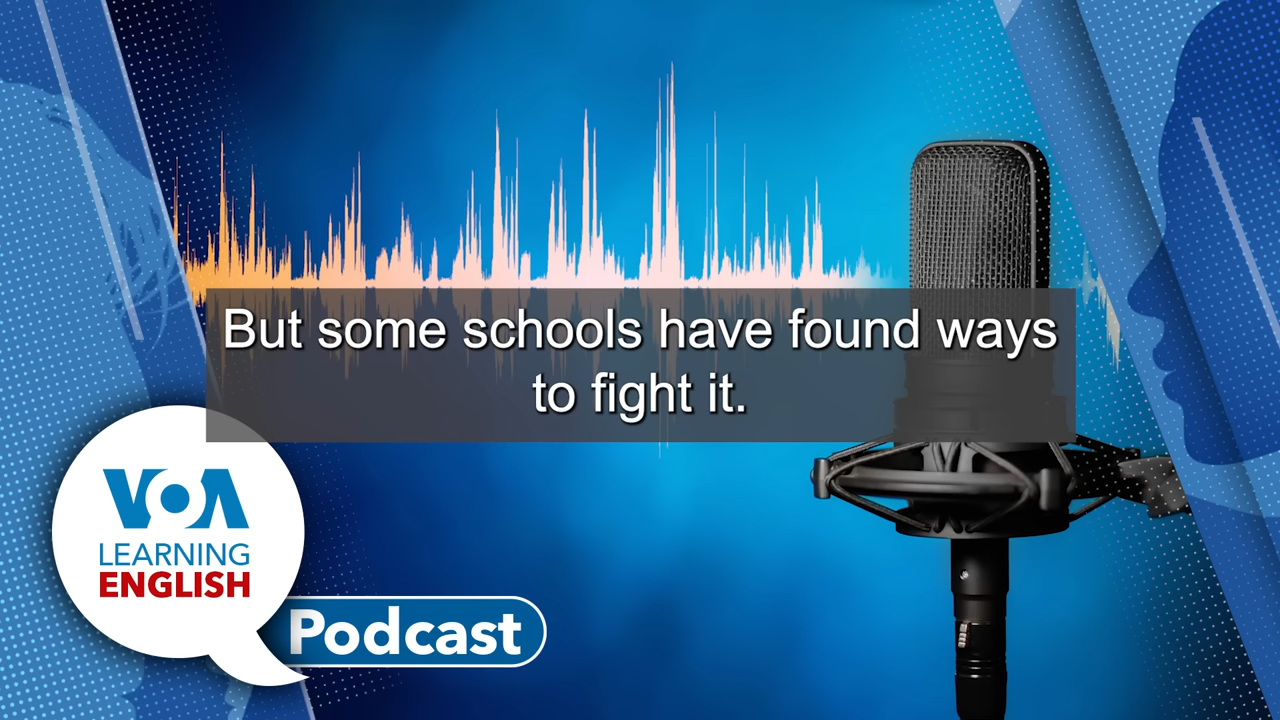 But some schools have found ways
to fight it.
VOA
LEARNING
ENGLISH
Podcast